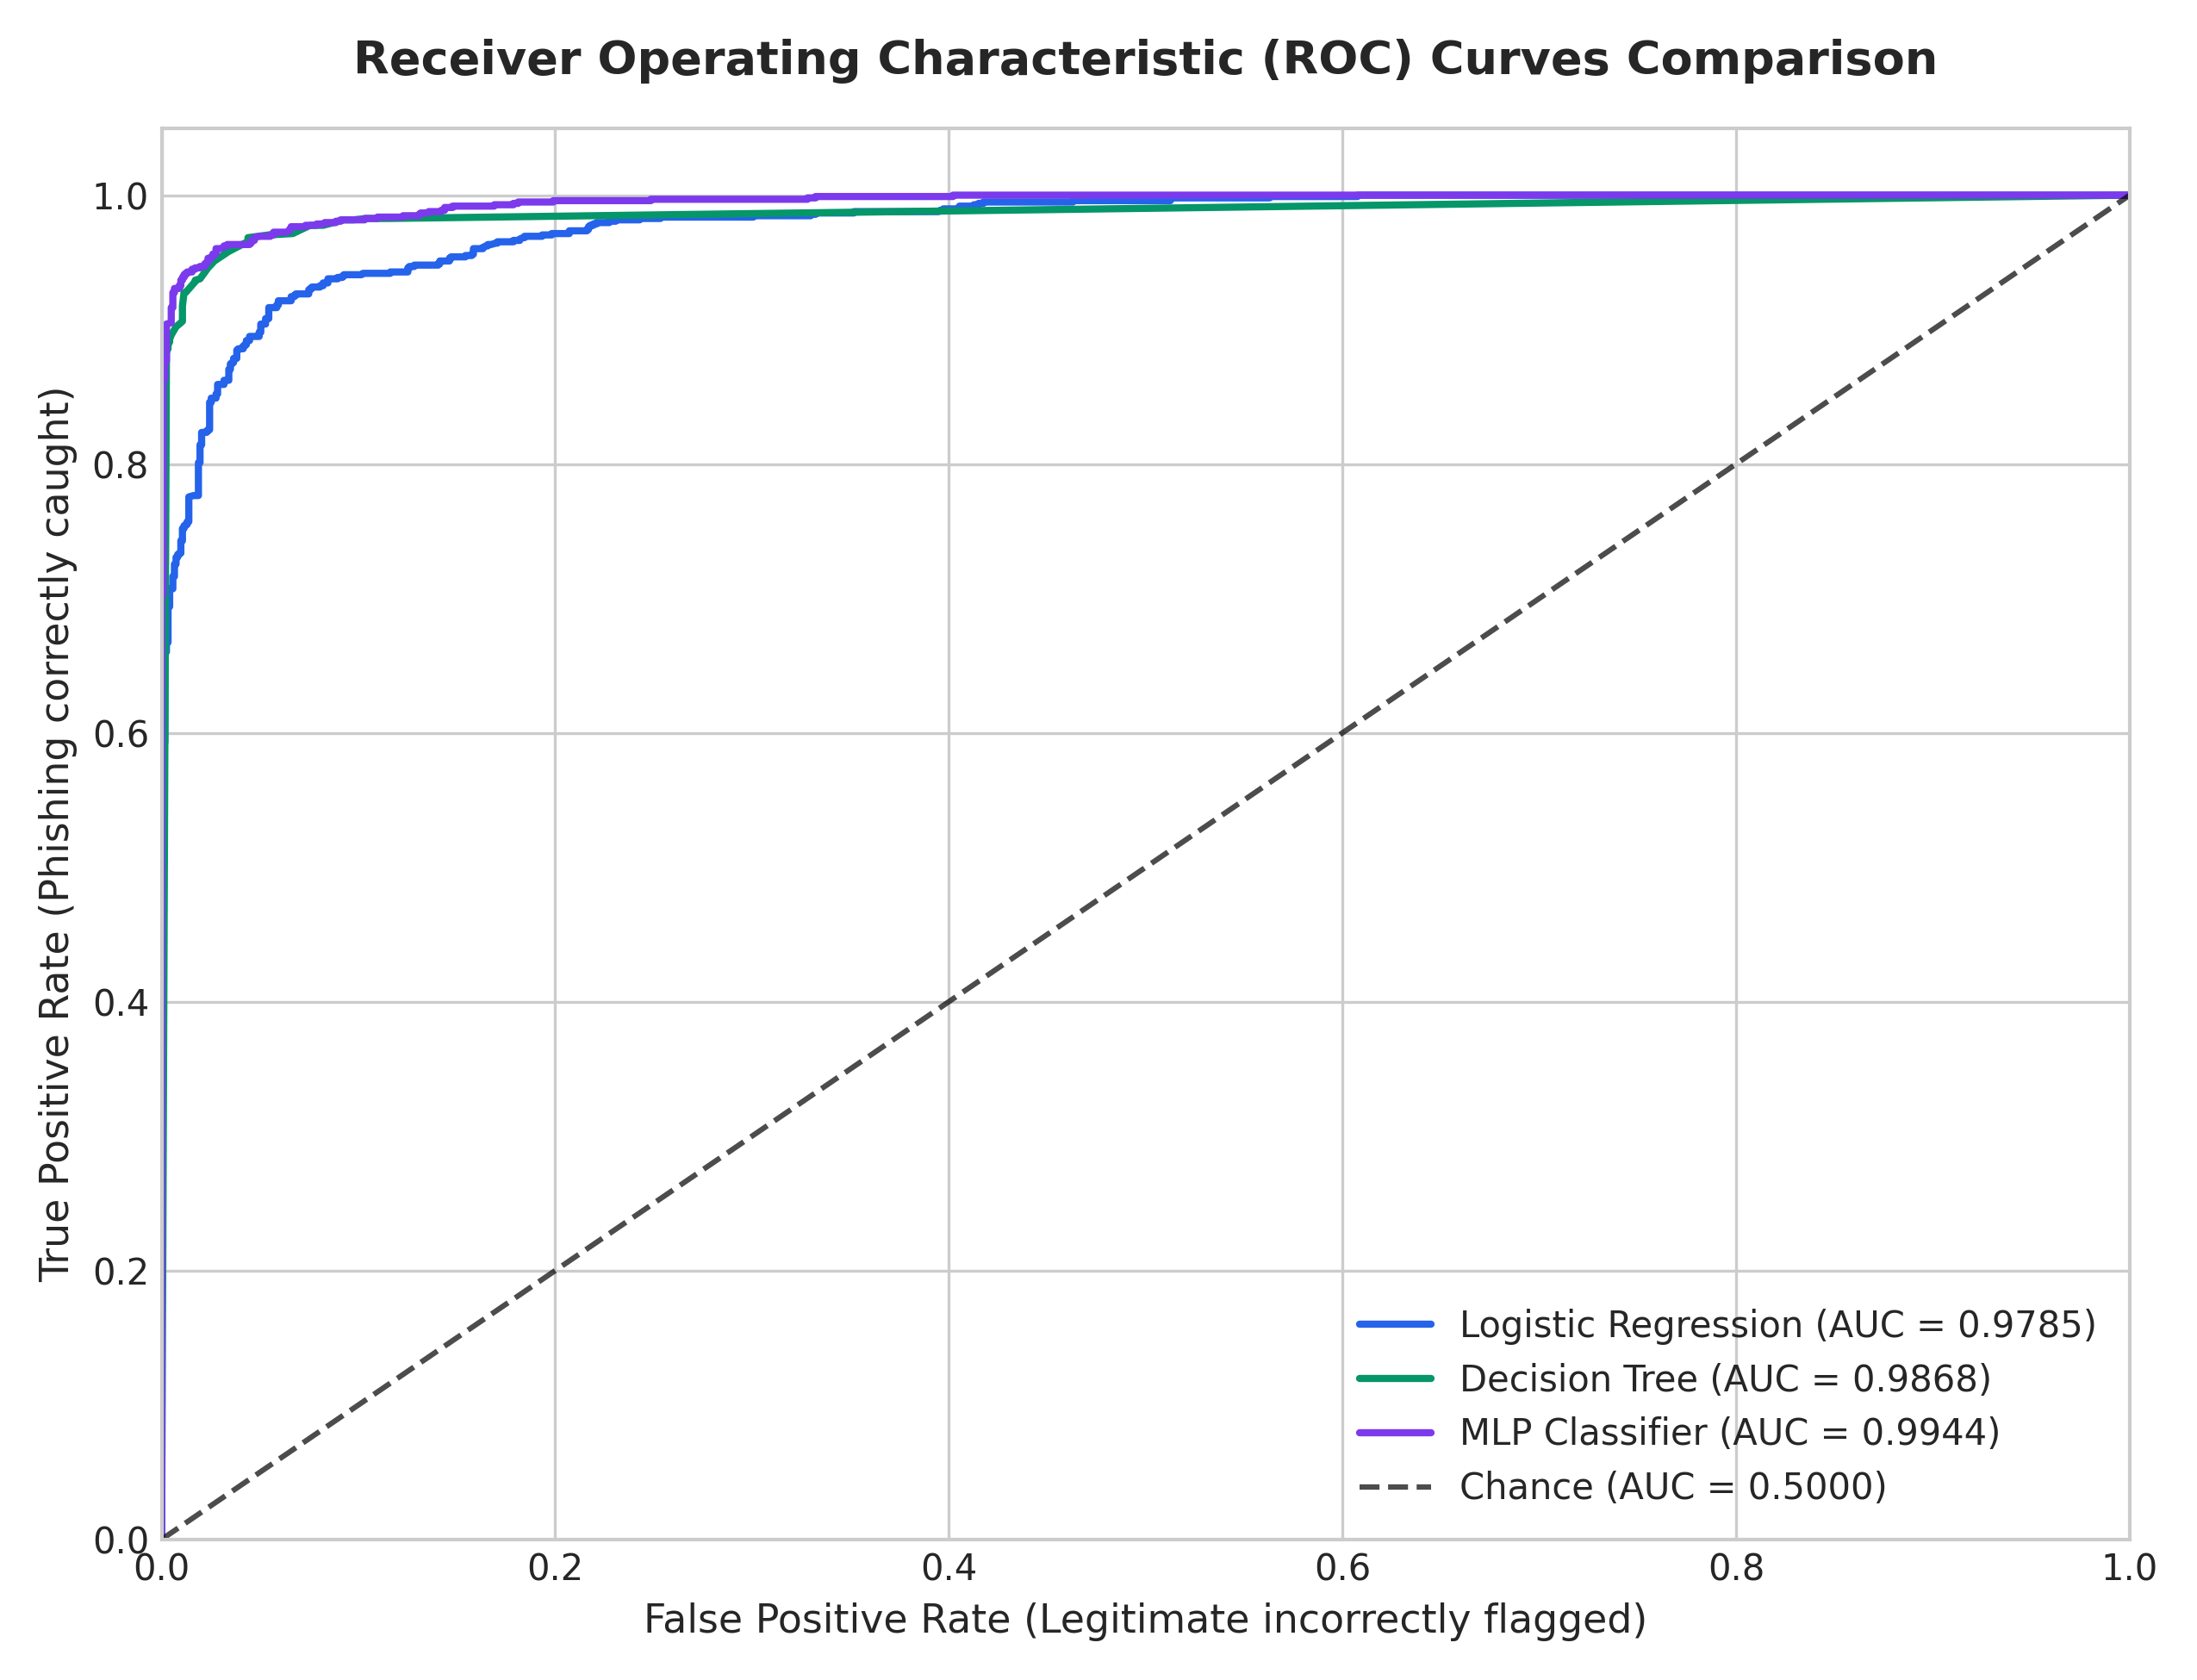 Receiver Operating Characteristic (ROC) Curves Comparison
True Positive Rate (Phishing correctly caught)
1.0
0.8
0.6
0.4
0.2
0.0
0.0 0.2 0.4 0.6 0.8 1.0
False Positive Rate (Legitimate incorrectly flagged)
Logistic Regression (AUC = 0.9785)
Decision Tree (AUC = 0.9868)
MLP Classifier (AUC = 0.9944)
Chance (AUC = 0.5000)